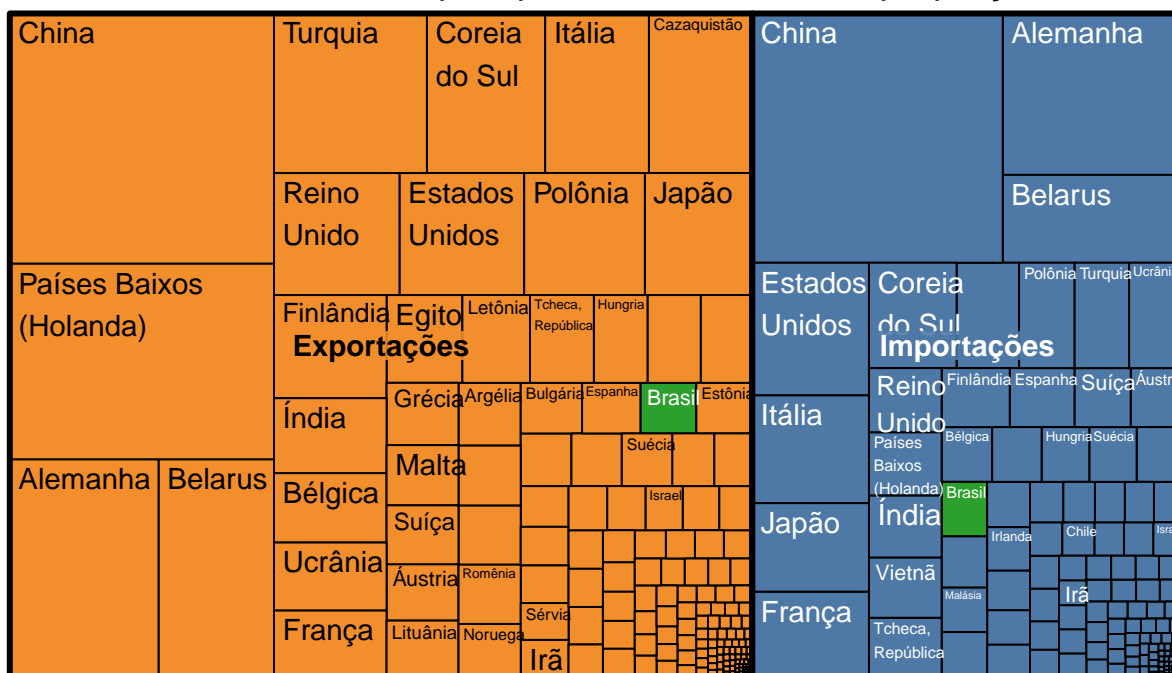 China
Países Baixos
(Holanda)
Alemanha
Belarus
Turquia
Coreia
do Sul
Itália
Cazaquistão
Reino
Unido
Estados
Unidos
Polônia
Japão
Finlândia
Egito
Letônia
Tcheca,
República
Hungria
Exportações
Índia
Grécia
Argélia
Bulgária
Espanha
Brasil
Estônia
Malta
Suécia
Bélgica
Suíça
Israel
Ucrânia
Áustria
Romênia
França
Lituânia
Noruega
Sérvia
Irã
China
Alemanha
Belarus
Estados
Unidos
Coreia
do Sul
Polônia
Turquia
Ucrâni
Importações
Itália
Reino
Unido
Finlândia
Espanha
Suíça
Áustr
Países
Baixos
(Holanda)
Bélgica
Hungria
Suécia
Brasil
Japão
Índia
Irlanda
Chile
Isra
Vietnã
Malásia
Irã
França
Tcheca,
República